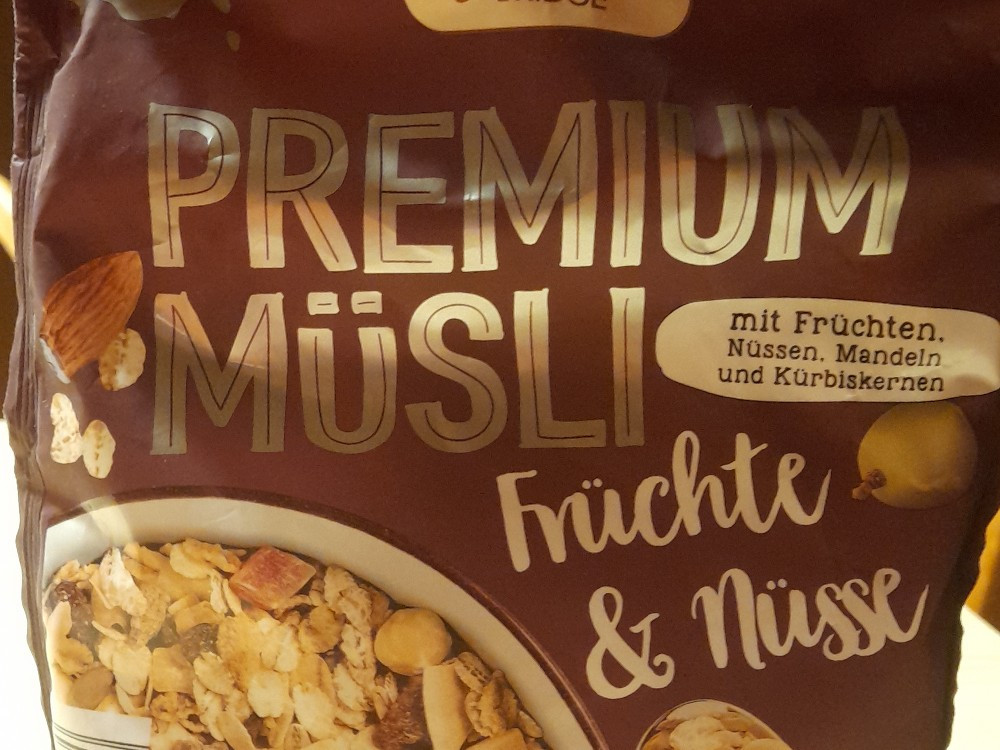 PREMIUM
MÜSLI
mit Früchten,
Nüssen, Mandeln
und Kürbiskernen
Früchte
& Nüsse